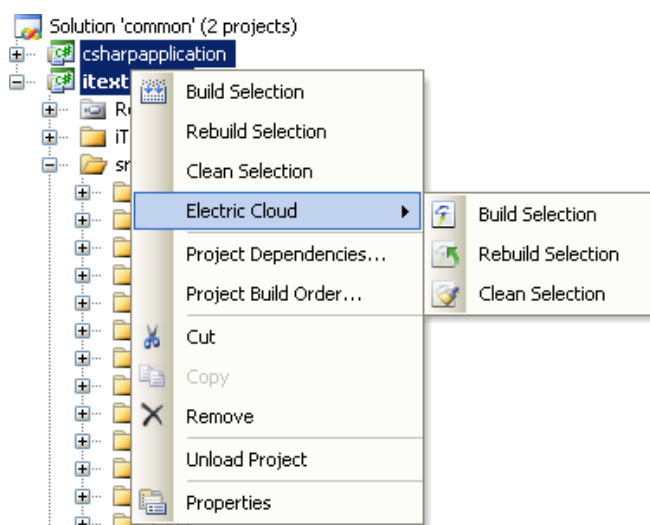 Solution 'common' (2 projects)
csharpapplication
itext
Build Selection
Rebuild Selection
Clean Selection
Electric Cloud
Build Selection
Rebuild Selection
Clean Selection
Project Dependencies...
Project Build Order...
Cut
Copy
Remove
Unload Project
Properties